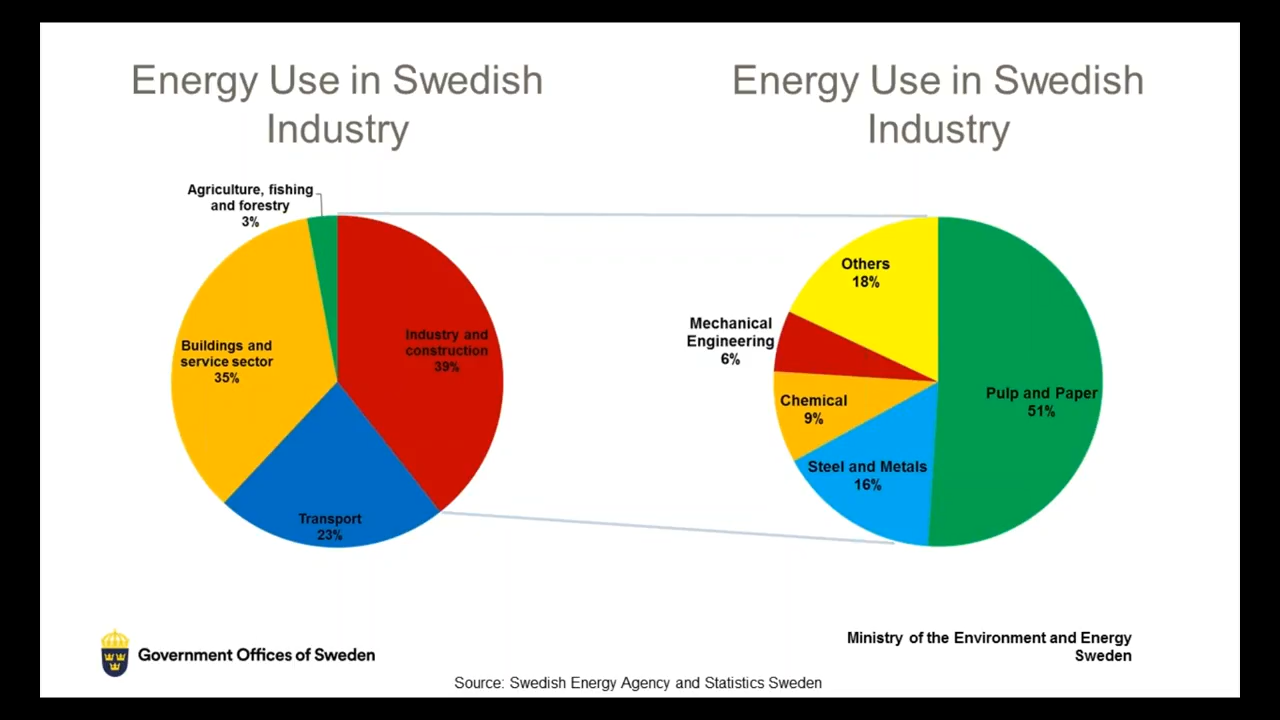 Energy Use in Swedish
Industry
Energy Use in Swedish
Industry
Agriculture, fishing
and forestry
3%
Industry and
construction
39%
Buildings and
service sector
35%
Transport
23%
Others
18%
Mechanical
Engineering
6%
Chemical
9%
Pulp and Paper
51%
Steel and Metals
16%
Government Offices of Sweden
Ministry of the Environment and Energy
Sweden
Source: Swedish Energy Agency and Statistics Sweden